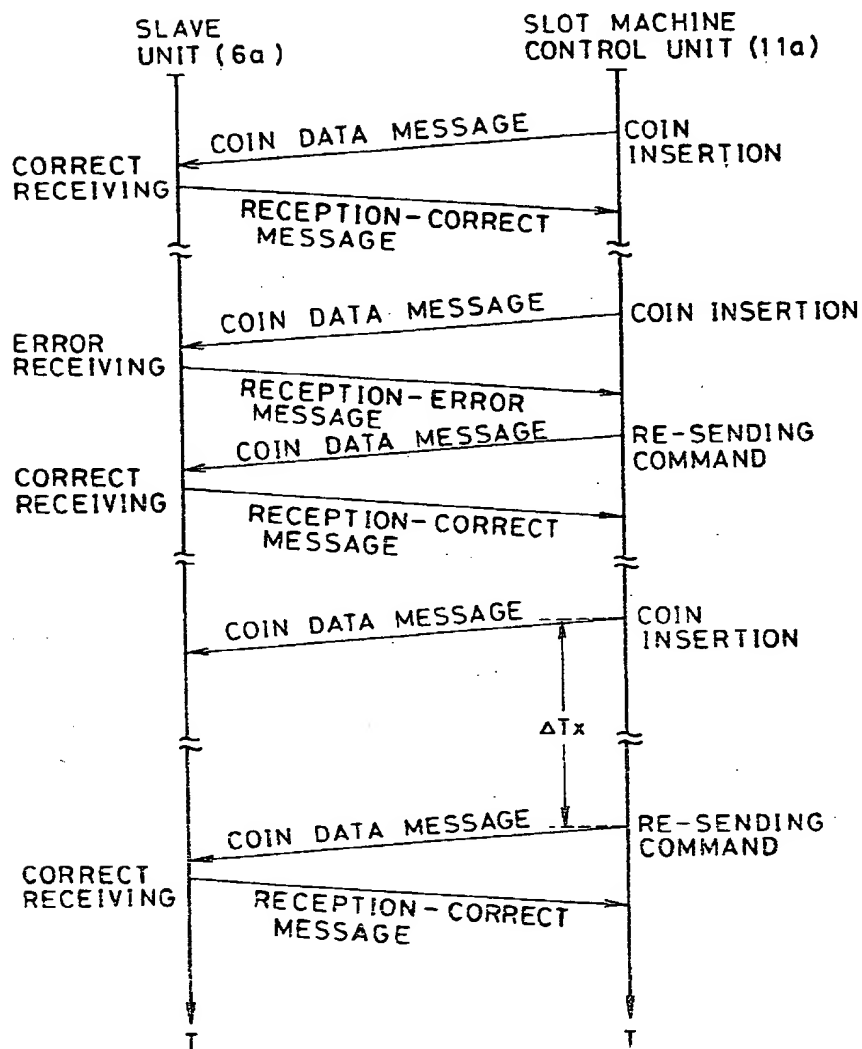 SLAVE
UNIT (6a)
SLOT MACHINE
CONTROL UNIT (11a)
COIN DATA MESSAGE
COIN
INSERTION
CORRECT
RECEIVING
RECEPTION-CORRECT
MESSAGE
COIN DATA MESSAGE
COIN INSERTION
ERROR
RECEIVING
RECEPTION-ERROR
MESSAGE
COIN DATA MESSAGE
RE-SENDING
COMMAND
CORRECT
RECEIVING
RECEPTION-CORRECT
MESSAGE
COIN DATA MESSAGE
COIN
INSERTION
ΔTx
COIN DATA MESSAGE
RE-SENDING
COMMAND
CORRECT
RECEIVING
RECEPTION-CORRECT
MESSAGE
T
T